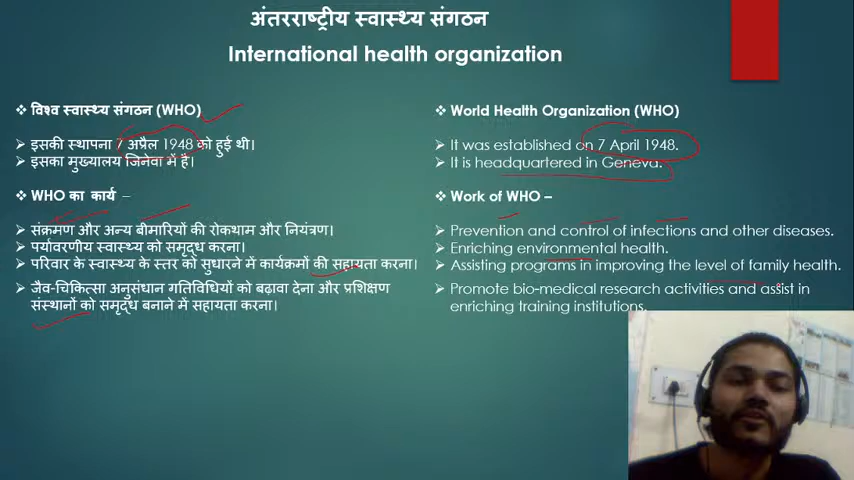 अंतरराष्ट्रीय स्वास्थ्य संगठन
International health organization
❖ विश्व स्वास्थ्य संगठन (WHO)
➢ इसकी स्थापना 7 अप्रैल 1948 को हुई थी।
➢ इसका मुख्यालय जिनेवा में है।
❖ WHO का कार्य –
➢ संक्रमण और अन्य बीमारियों की रोकथाम और नियंत्रण।
➢ पर्यावरणीय स्वास्थ्य को समृद्ध करना।
➢ परिवार के स्वास्थ्य के स्तर को सुधारने में कार्यक्रमों की सहायता करना।
➢ जैव-चिकित्सा अनुसंधान गतिविधियों को बढ़ावा देना और प्रशिक्षण
संस्थानों को समृद्ध बनाने में सहायता करना।
❖ World Health Organization (WHO)
➢ It was established on 7 April 1948.
➢ It is headquartered in Geneva.
❖ Work of WHO –
➢ Prevention and control of infections and other diseases.
➢ Enriching environmental health.
➢ Assisting programs in improving the level of family health.
➢ Promote bio-medical research activities and assist in
enriching training institutions.